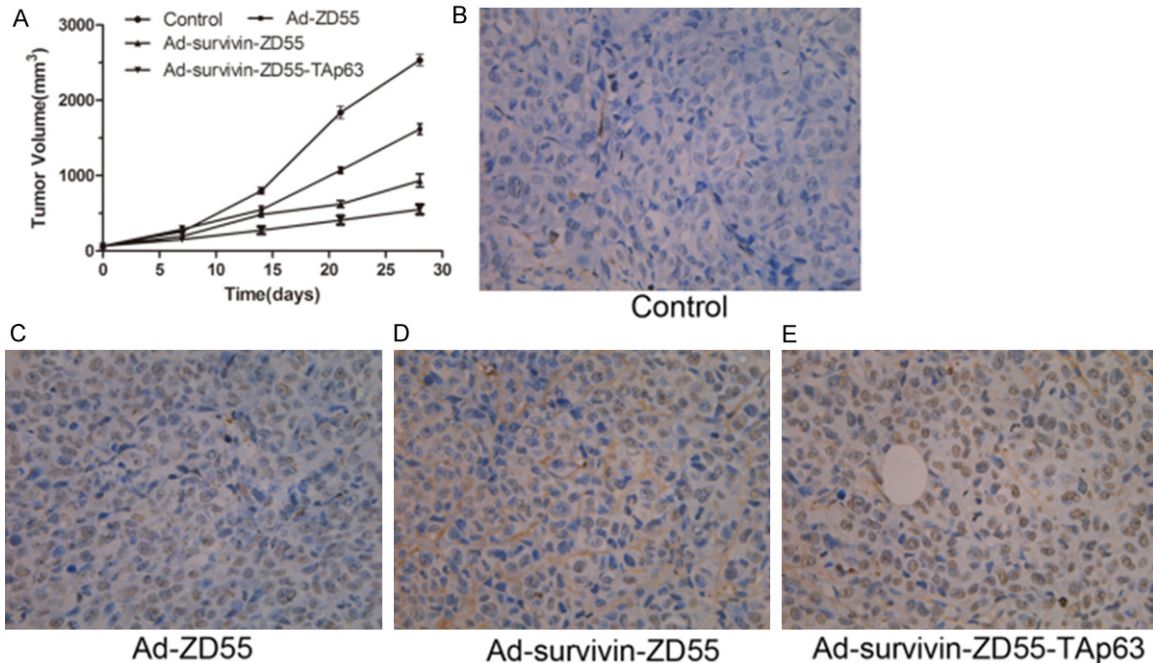 A
Control
Ad-ZD55
Ad-survivin-ZD55
Ad-survivin-ZD55-TAp63
3000
2000
1000
0
Tumor Volume(mm³)
0 5 10 15 20 25 30
Time(days)
B
Control
C
Ad-ZD55
D
Ad-survivin-ZD55
E
Ad-survivin-ZD55-TAp63